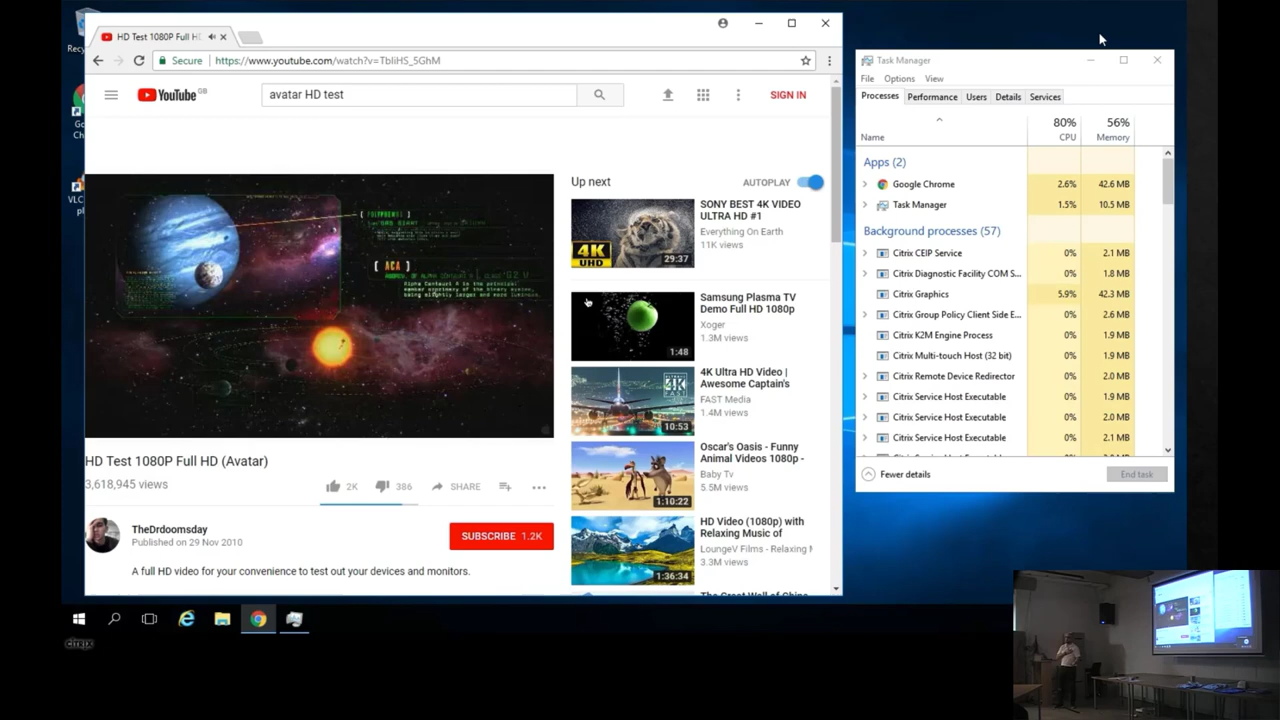 HD Test 1080P Full H
Secure
https://www.youtube.com/watch?v=TbIiHS_5GhM
YouTube GB
avatar HD test
SIGN IN
ACA
Up next
AUTOPLAY
SONY BEST 4K VIDEO
ULTRA HD #1
Everything On Earth
11K views
4K
UHD
29:37
Samsung Plasma TV
Demo Full HD 1080p
Xoger
1.3M views
1:48
4K Ultra HD Video |
Awesome Captain's
FAST Media
1.4M views
10:53
Oscar's Oasis - Funny
Animal Videos 1080p -
Baby Tv
5.5M views
1:10:22
HD Video (1080p) with
Relaxing Music of
LoungeV Films - Relaxing
3.3M views
1:36:34
HD Test 1080P Full HD (Avatar)
3,618,945 views
2K
386
SHARE
TheDrdoomsday
Published on 29 Nov 2010
SUBSCRIBE 1.2K
A full HD video for your convenience to test out your devices and monitors.
Task Manager
File Options View
Processes Performance Users Details Services
80% 56%
Name CPU Memory
Apps (2)
Google Chrome 2.6% 42.6 MB
Task Manager 1.5% 10.5 MB
Background processes (57)
Citrix CEIP Service 0% 2.1 MB
Citrix Diagnostic Facility COM S... 0% 1.8 MB
Citrix Graphics 5.9% 42.3 MB
Citrix Group Policy Client Side E... 0% 2.6 MB
Citrix K2M Engine Process 0% 1.9 MB
Citrix Multi-touch Host (32 bit) 0% 1.9 MB
Citrix Remote Device Redirector 0% 2.0 MB
Citrix Service Host Executable 0% 1.9 MB
Citrix Service Host Executable 0% 2.0 MB
Citrix Service Host Executable 0% 2.1 MB
Fewer details
End task
citrix